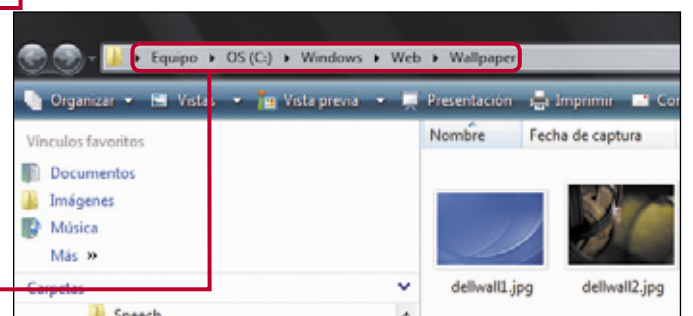 Equipo ▸ OS (C:) ▸ Windows ▸ Web ▸ Wallpaper
Organizar Vistas Vista previa Presentación Imprimir
Vínculos favoritos
Nombre Fecha de captura
Documentos
Imágenes
Música
Más »
Carpetas
dellwall1.jpg dellwall2.jpg
Speech